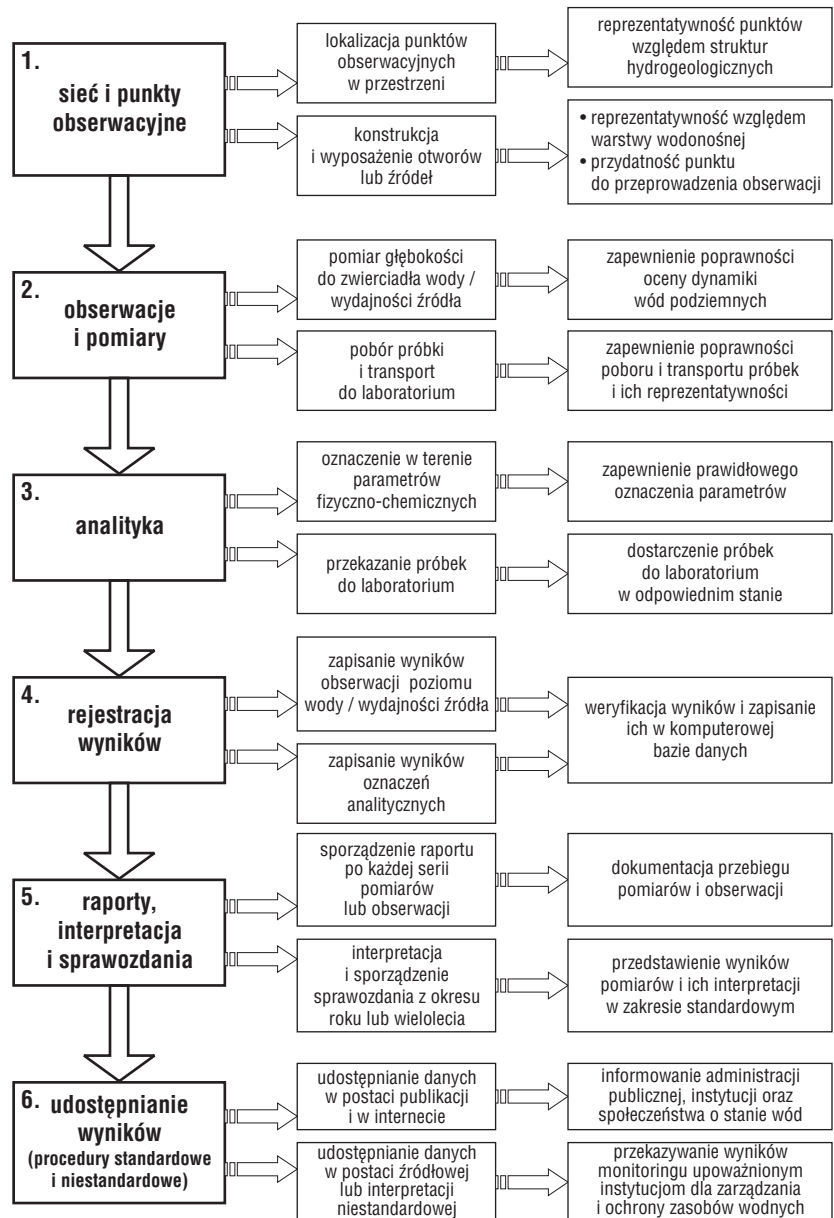 1.
sieć i punkty
obserwacyjne
lokalizacja punktów
obserwacyjnych
w przestrzeni
reprezentatywność punktów
względem struktur
hydrogeologicznych
konstrukcja
i wyposażenie otworów
lub źródeł
• reprezentatywność względem
warstwy wodonośnej
• przydatność punktu
do przeprowadzenia obserwacji
2.
obserwacje
i pomiary
pomiar głębokości
do zwierciadła wody /
wydajności źródła
zapewnienie poprawności
oceny dynamiki
wód podziemnych
pobór próbki
i transport
do laboratorium
zapewnienie poprawności
poboru i transportu próbek
i ich reprezentatywności
3.
analityka
oznaczenie w terenie
parametrów
fizyczno-chemicznych
zapewnienie prawidłowego
oznaczenia parametrów
przekazanie próbek
do laboratorium
dostarczenie próbek
do laboratorium
w odpowiednim stanie
4.
rejestracja
wyników
zapisanie wyników
obserwacji poziomu
wody / wydajności źródła
zapisanie wyników
oznaczeń
analitycznych
weryfikacja wyników i zapisanie
ich w komputerowej
bazie danych
5.
raporty,
interpretacja
i sprawozdania
sporządzenie raportu
po każdej serii
pomiarów
lub obserwacji
dokumentacja przebiegu
pomiarów i obserwacji
interpretacja
i sporządzenie
sprawozdania z okresu
roku lub wielolecia
przedstawienie wyników
pomiarów i ich interpretacji
w zakresie standardowym
6. udostępnianie
wyników
(procedury standardowe
i niestandardowe)
udostępnianie danych
w postaci publikacji
i w internecie
informowanie administracji
publicznej, instytucji oraz
społeczeństwa o stanie wód
udostępnianie danych
w postaci źródłowej
lub interpretacji
niestandardowej
przekazywanie wyników
monitoringu upoważnionym
instytucjom dla zarządzania
i ochrony zasobów wodnych